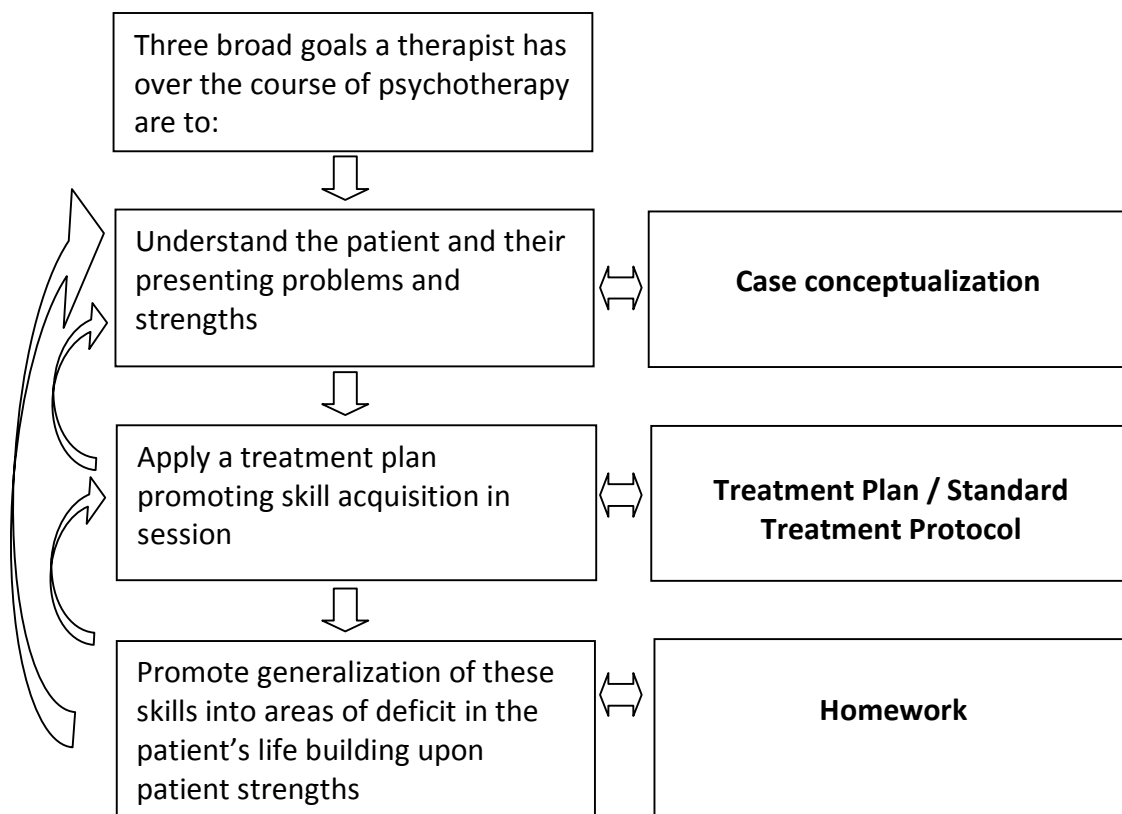 Three broad goals a therapist has
over the course of psychotherapy
are to:
Understand the patient and their
presenting problems and
strengths
Case conceptualization
Apply a treatment plan
promoting skill acquisition in
session
Treatment Plan / Standard
Treatment Protocol
Promote generalization of these
skills into areas of deficit in the
patient’s life building upon
patient strengths
Homework